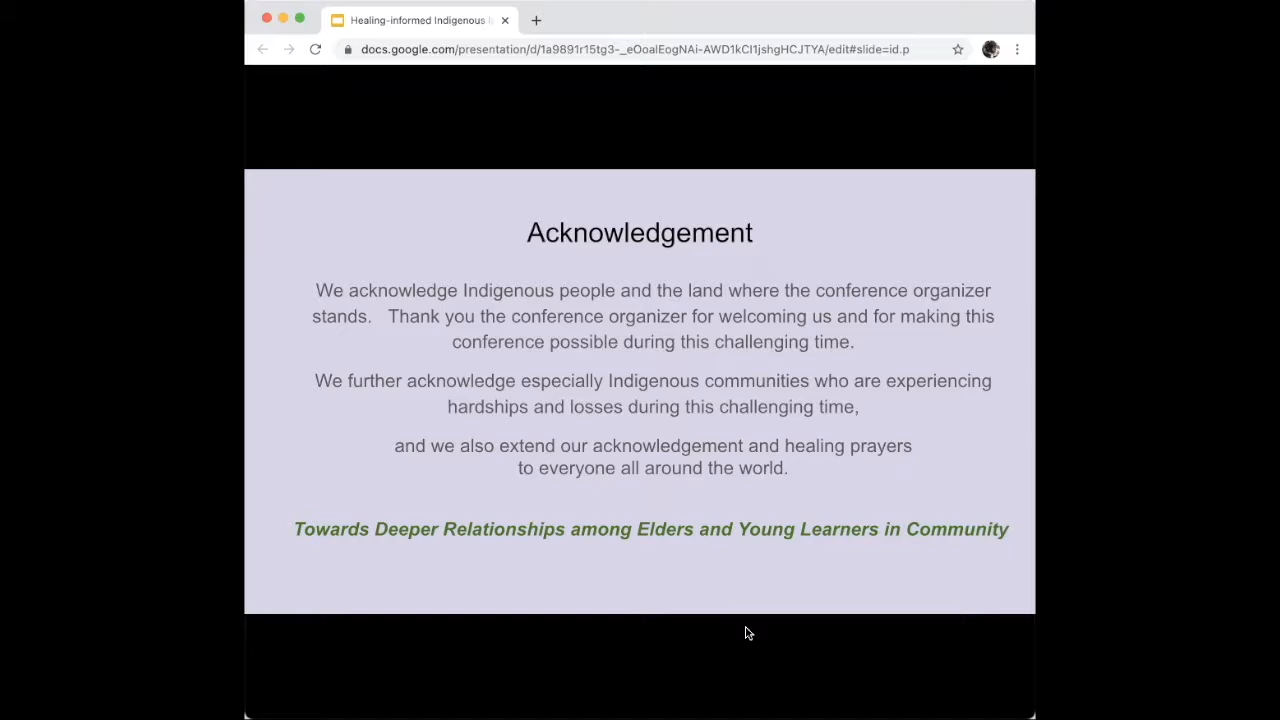 Healing-informed Indigenous
docs.google.com/presentation/d/1a9891r15tg3-_eOoalEogNAi-AWD1kCI1jshgHCJTYA/edit#slide=id.p
Acknowledgement
We acknowledge Indigenous people and the land where the conference organizer
stands.   Thank you the conference organizer for welcoming us and for making this
conference possible during this challenging time.
We further acknowledge especially Indigenous communities who are experiencing
hardships and losses during this challenging time,
and we also extend our acknowledgement and healing prayers
to everyone all around the world.
Towards Deeper Relationships among Elders and Young Learners in Community